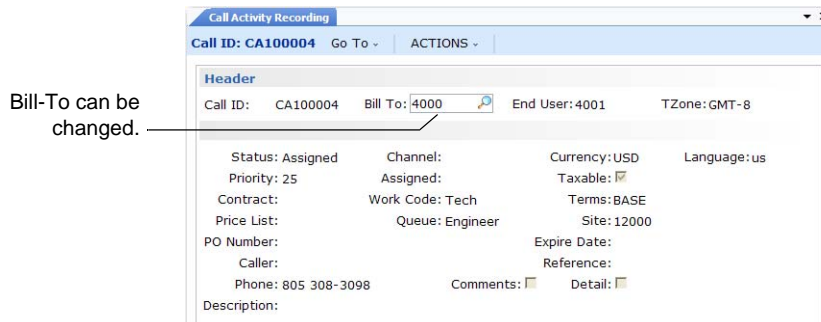 Call Activity Recording
Call ID: CA100004 Go To ACTIONS
Header
Bill-To can be
changed.
Call ID: CA100004 Bill To: 4000 End User: 4001 TZone: GMT-8
Status: Assigned Channel: Currency: USD Language: us
Priority: 25 Assigned: Taxable:
Contract: Work Code: Tech Terms: BASE
Price List: Queue: Engineer Site: 12000
PO Number: Expire Date:
Caller: Reference:
Phone: 805 308-3098 Comments: Detail:
Description: